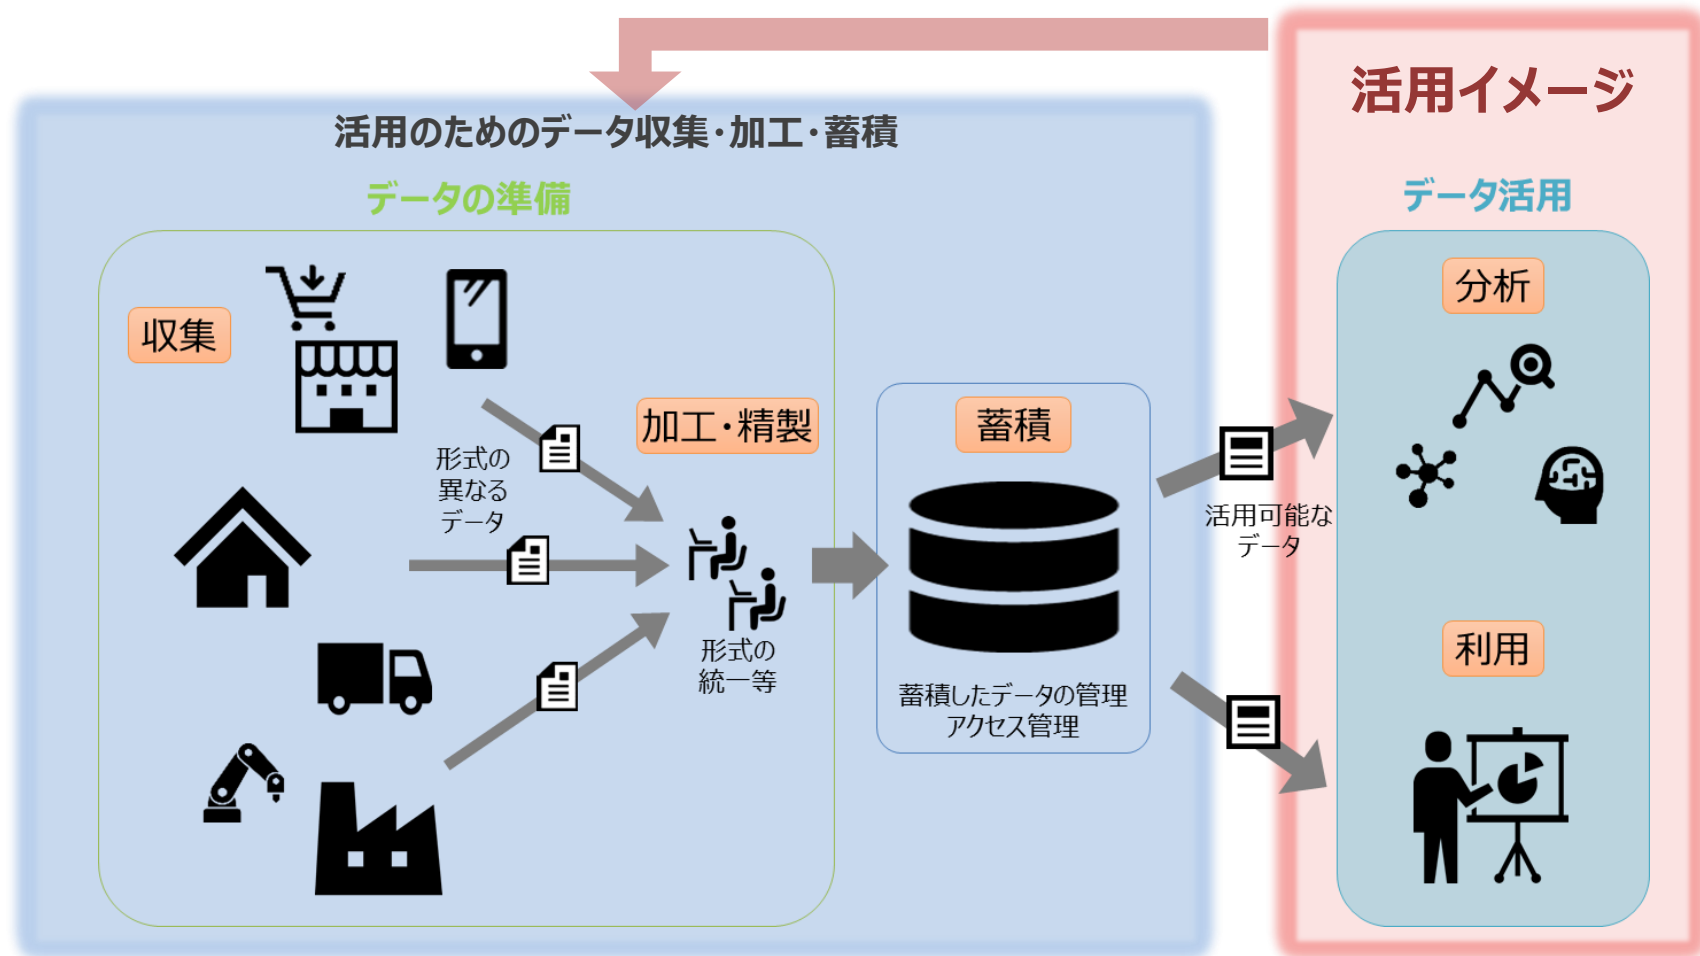 活用イメージ
活用のためのデータ収集・加工・蓄積
データの準備
データ活用
収集
形式の
異なる
データ
加工・精製
形式の
統一等
蓄積
蓄積したデータの管理
アクセス管理
活用可能な
データ
分析
利用